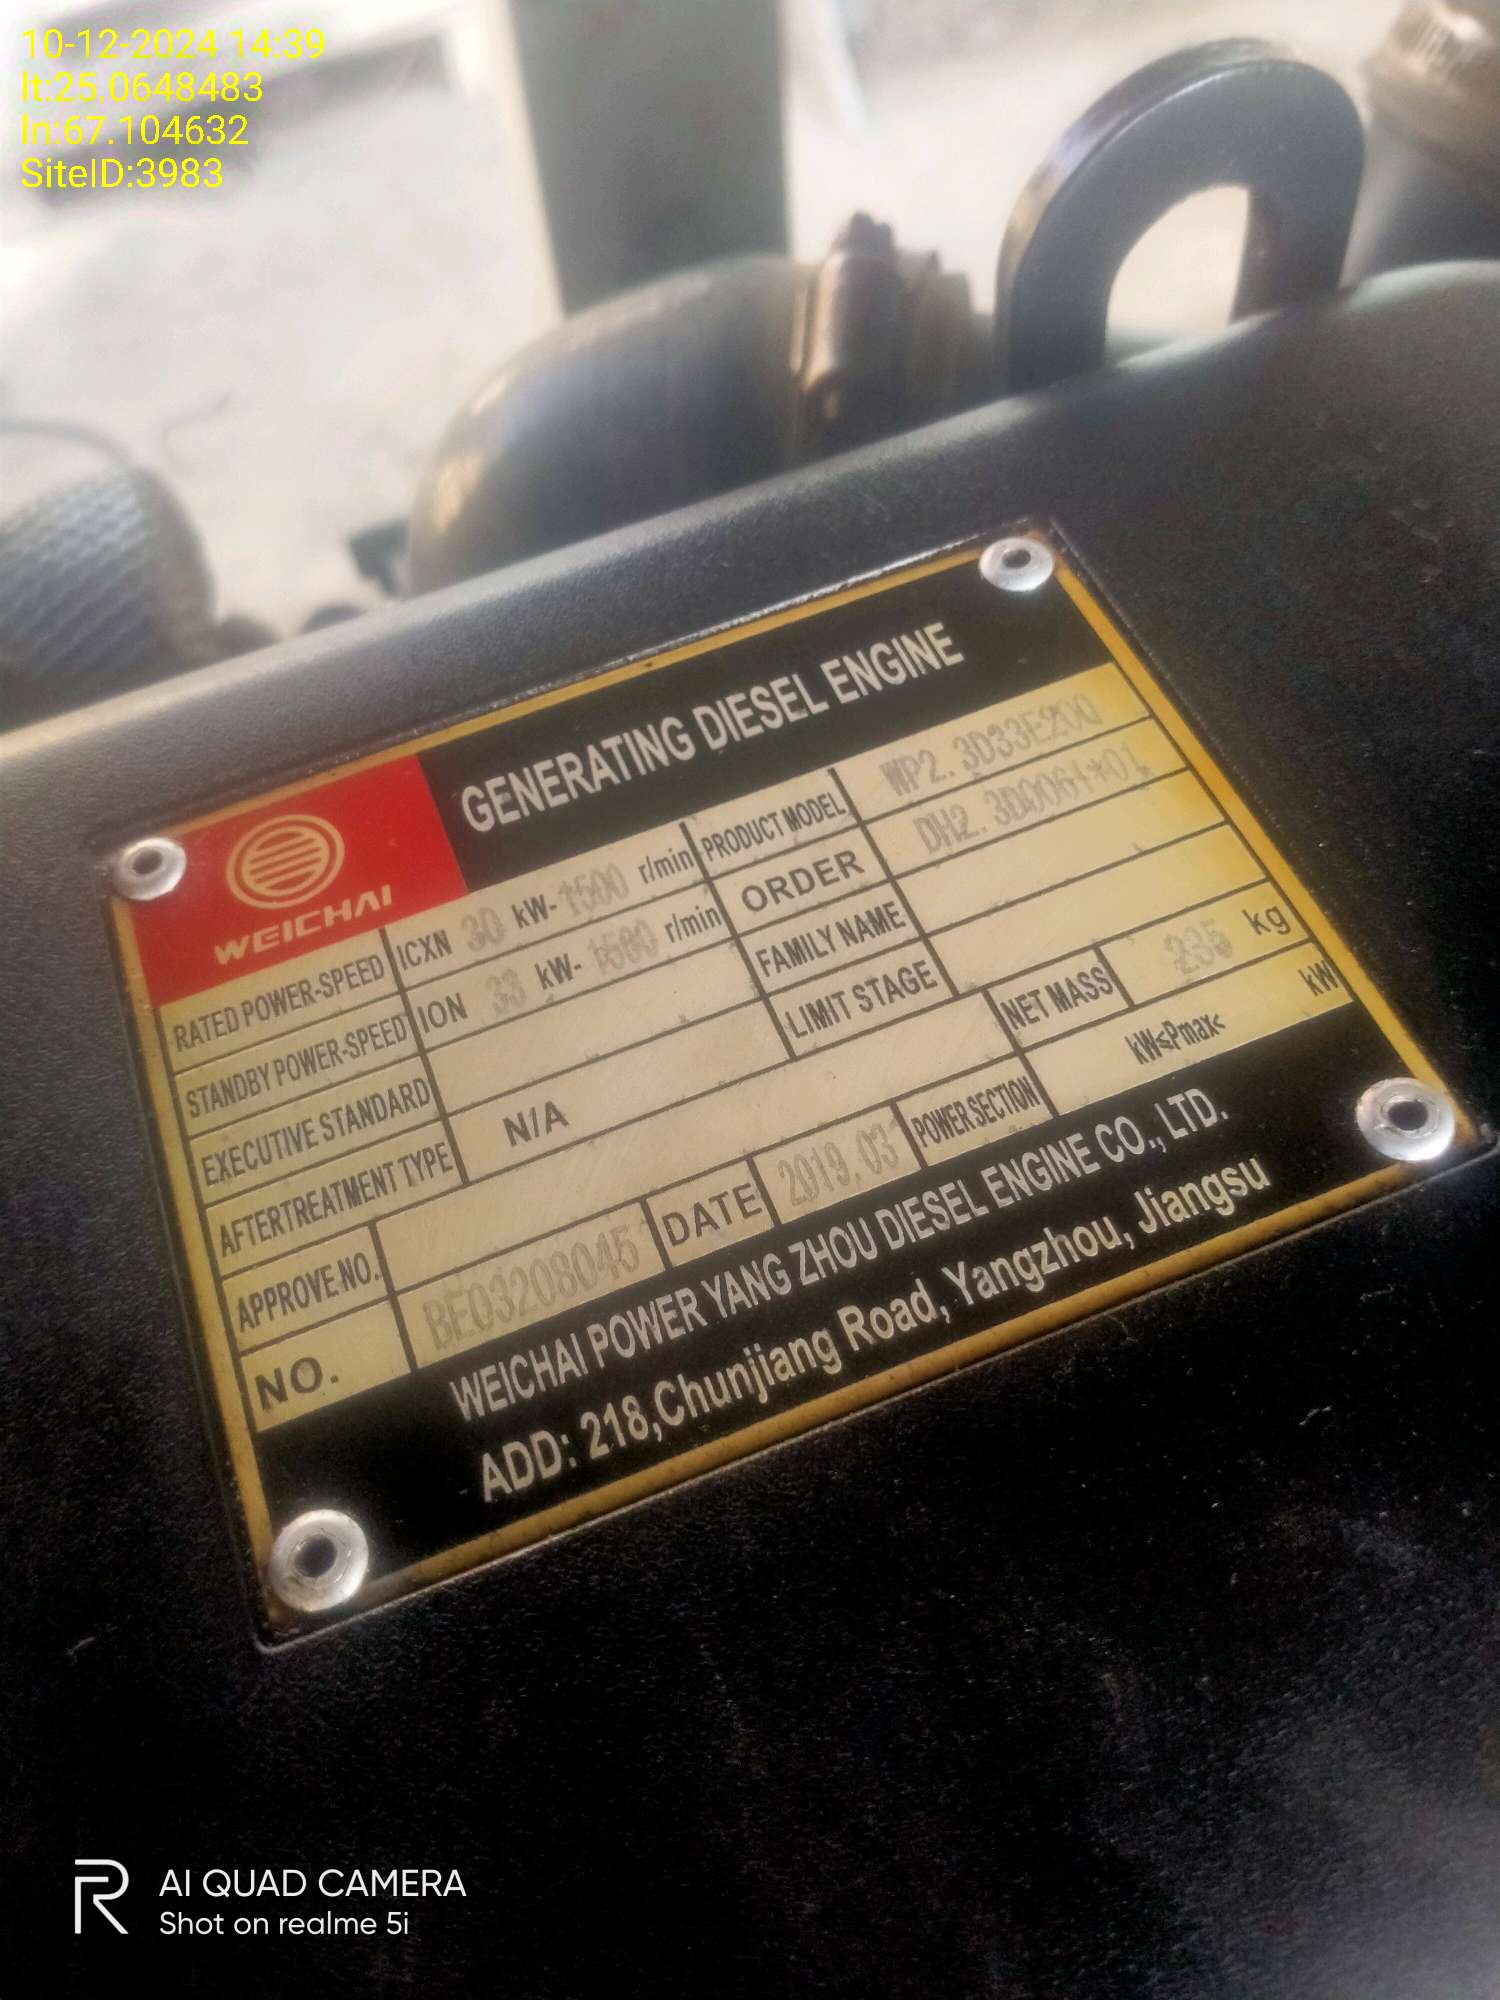 10-12-2024 14:39
lt:25.0648483
ln:67.104632
SiteID:3983
WEICHAI
GENERATING DIESEL ENGINE
RATED POWER-SPEED ICXN 30 kW- 1500 r/min PRODUCT MODEL WP2.3D33E200
STANDBY POWER-SPEED ION 33 kW- 1500 r/min ORDER
EXECUTIVE STANDARD FAMILY NAME
AFTERTREATMENT TYPE N/A LIMIT STAGE
APPROVE NO. NET MASS 235 kg
NO. BE03208045 DATE 2019.03 POWER SECTION kW≤Pmax< kW
WEICHAI POWER YANG ZHOU DIESEL ENGINE CO., LTD.
ADD: 218,Chunjiang Road, Yangzhou, Jiangsu
R AI QUAD CAMERA
Shot on realme 5i